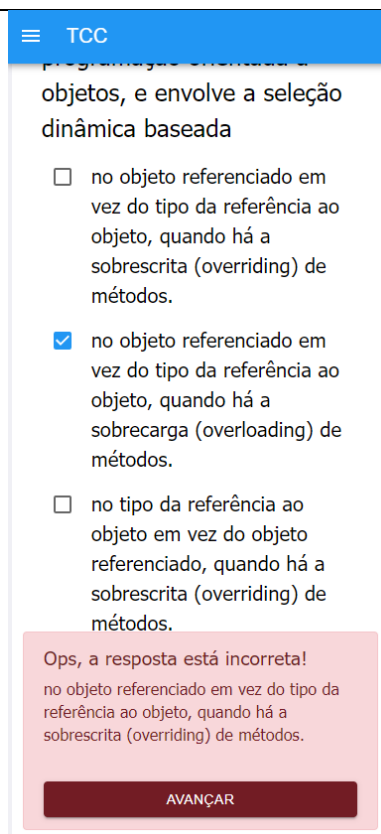 TCC
programação orientada a
objetos, e envolve a seleção
dinâmica baseada
no objeto referenciado em
vez do tipo da referência ao
objeto, quando há a
sobrescrita (overriding) de
métodos.
no objeto referenciado em
vez do tipo da referência ao
objeto, quando há a
sobrecarga (overloading) de
métodos.
no tipo da referência ao
objeto em vez do objeto
referenciado, quando há a
sobrescrita (overriding) de
métodos.
Ops, a resposta está incorreta!
no objeto referenciado em vez do tipo da
referência ao objeto, quando há a
sobrescrita (overriding) de métodos.
AVANÇAR